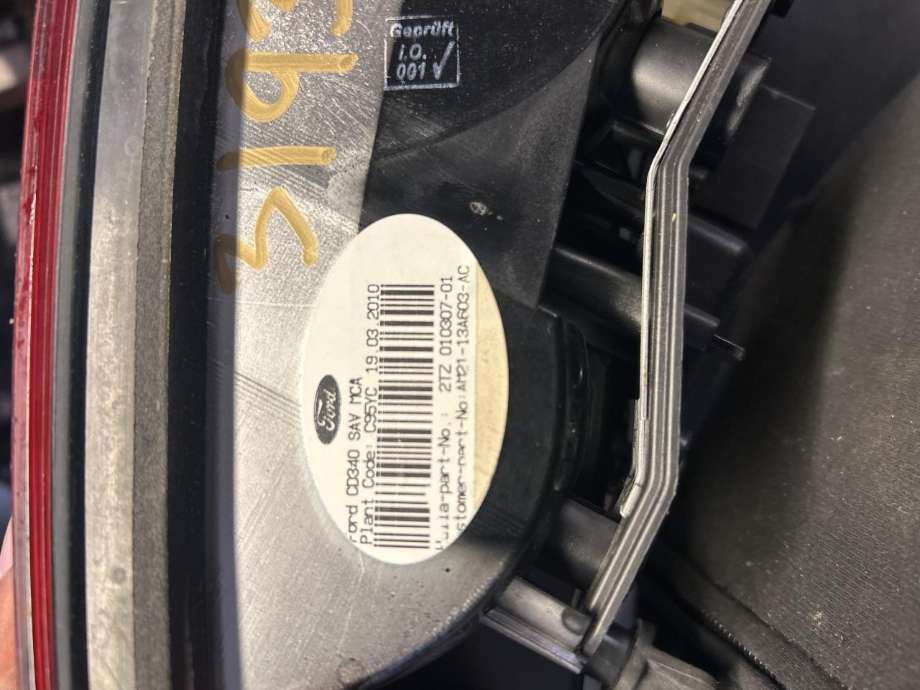 3193
Geprüft
i.O.
001
Ford
Ford CD340 SAV MCA
Plant Code: C95YC 19.03.2010
Hella-part-No.: 2TZ 010307-01
Customer-part-No:AM21-13A603-AC